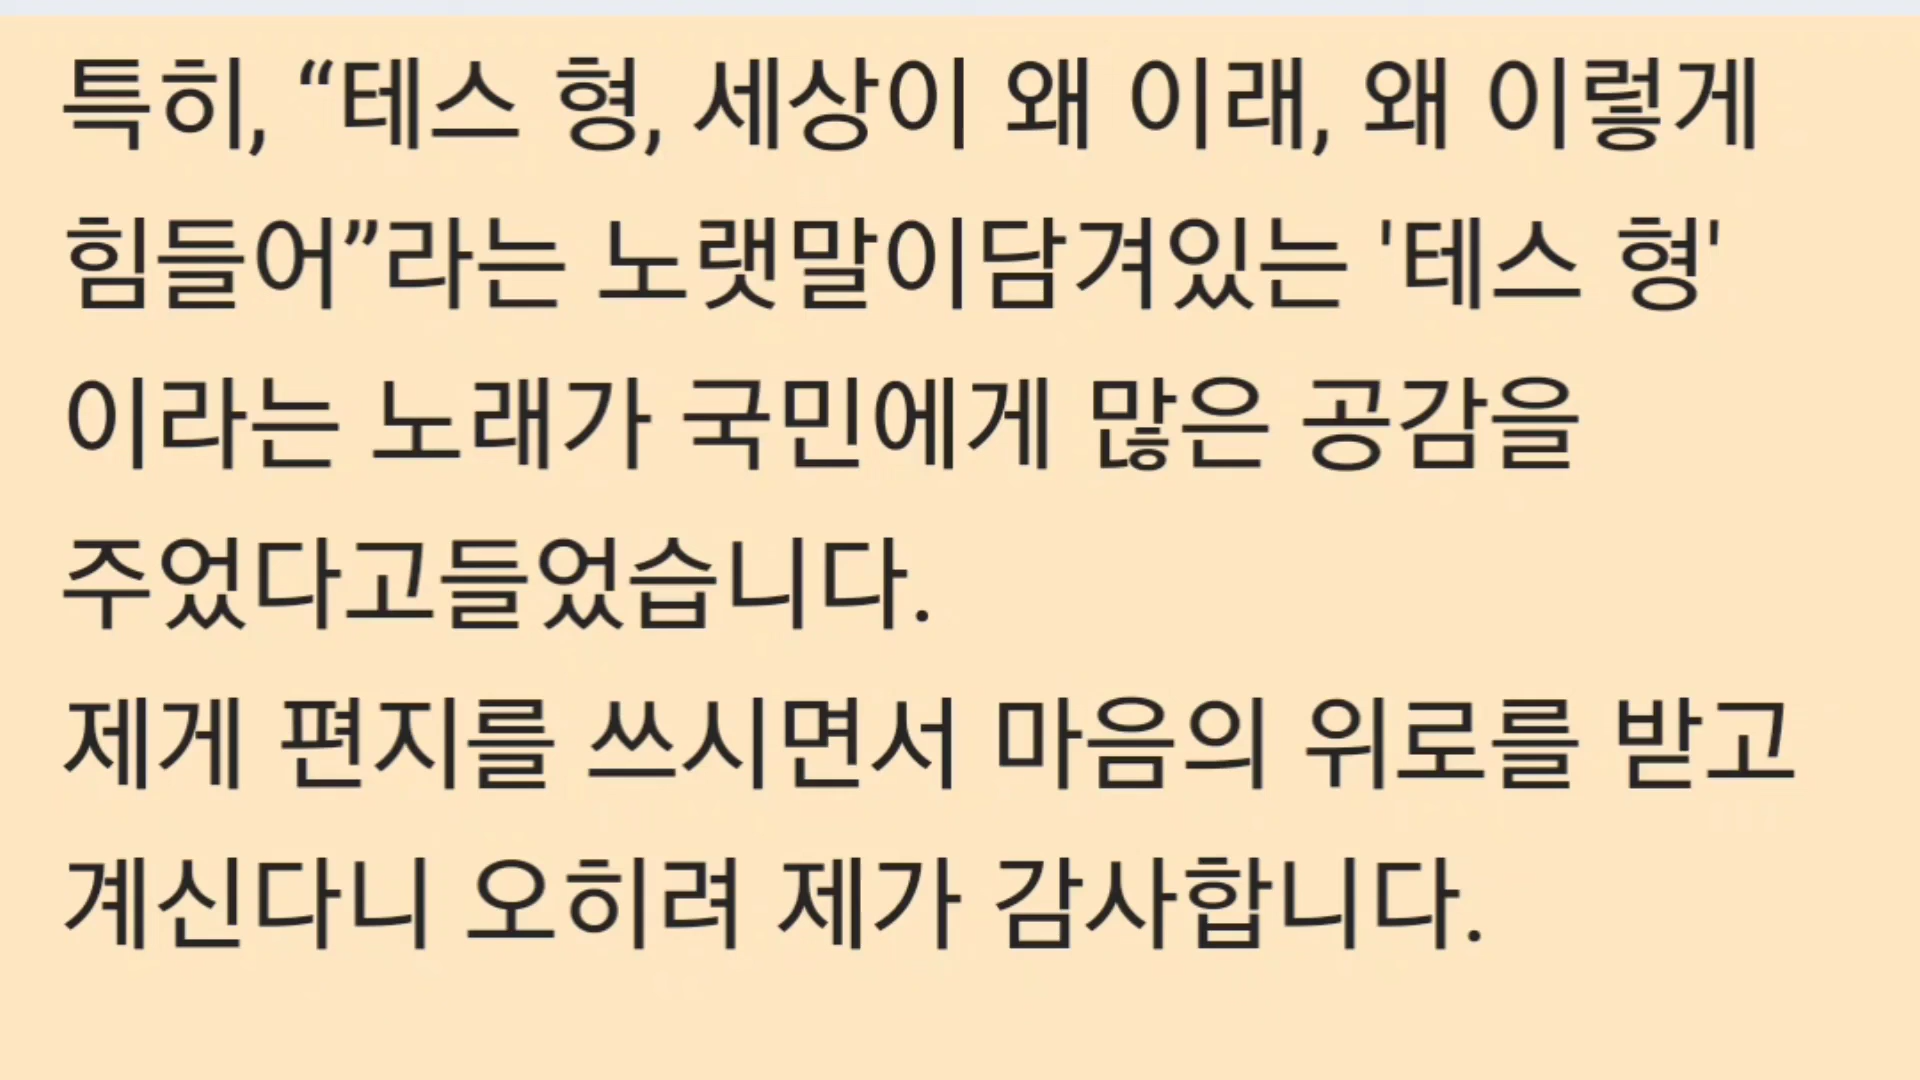 특히, “테스 형, 세상이 왜 이래, 왜 이렇게
힘들어”라는 노랫말이담겨있는 '테스 형'
이라는 노래가 국민에게 많은 공감을
주었다고들었습니다.
제게 편지를 쓰시면서 마음의 위로를 받고
계신다니 오히려 제가 감사합니다.